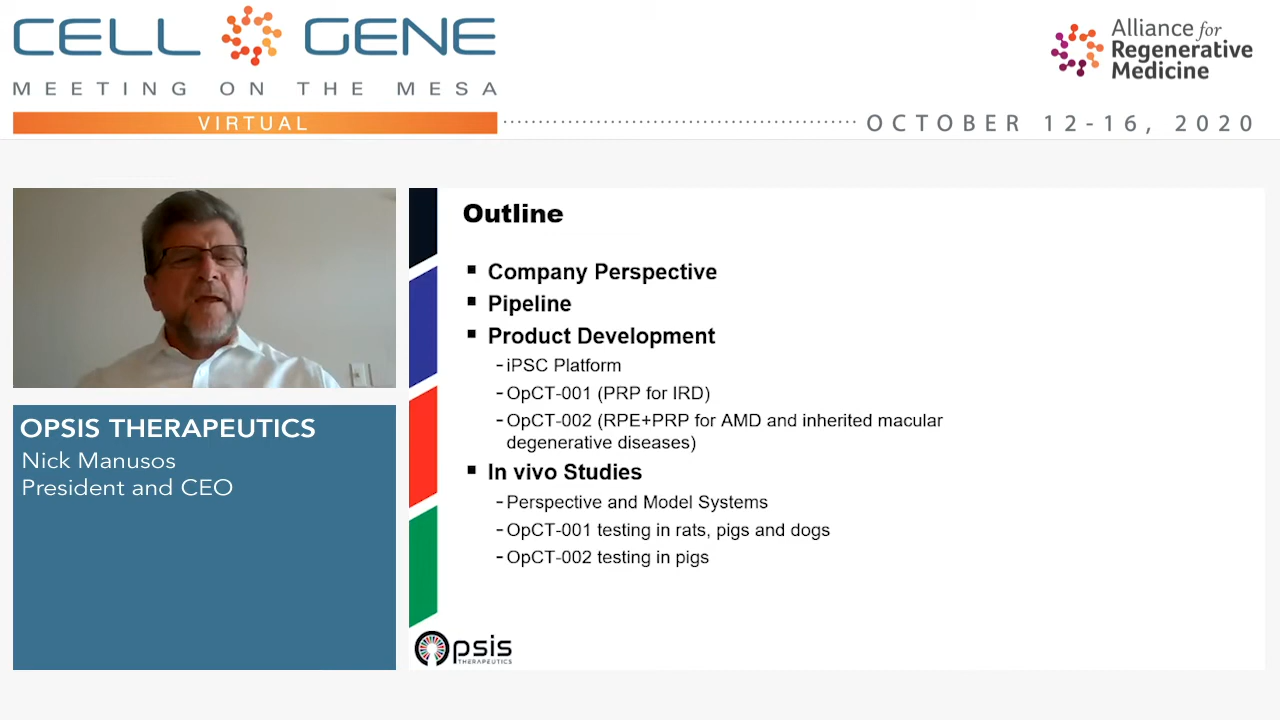 CELL GENE
MEETING ON THE MESA
VIRTUAL
Alliance for
Regenerative
Medicine
OCTOBER 12-16, 2020
OPSIS THERAPEUTICS
Nick Manusos
President and CEO
Outline
▪ Company Perspective
▪ Pipeline
▪ Product Development
-iPSC Platform
-OpCT-001 (PRP for IRD)
-OpCT-002 (RPE+PRP for AMD and inherited macular
degenerative diseases)
▪ In vivo Studies
-Perspective and Model Systems
-OpCT-001 testing in rats, pigs and dogs
-OpCT-002 testing in pigs
Opsis
THERAPEUTICS